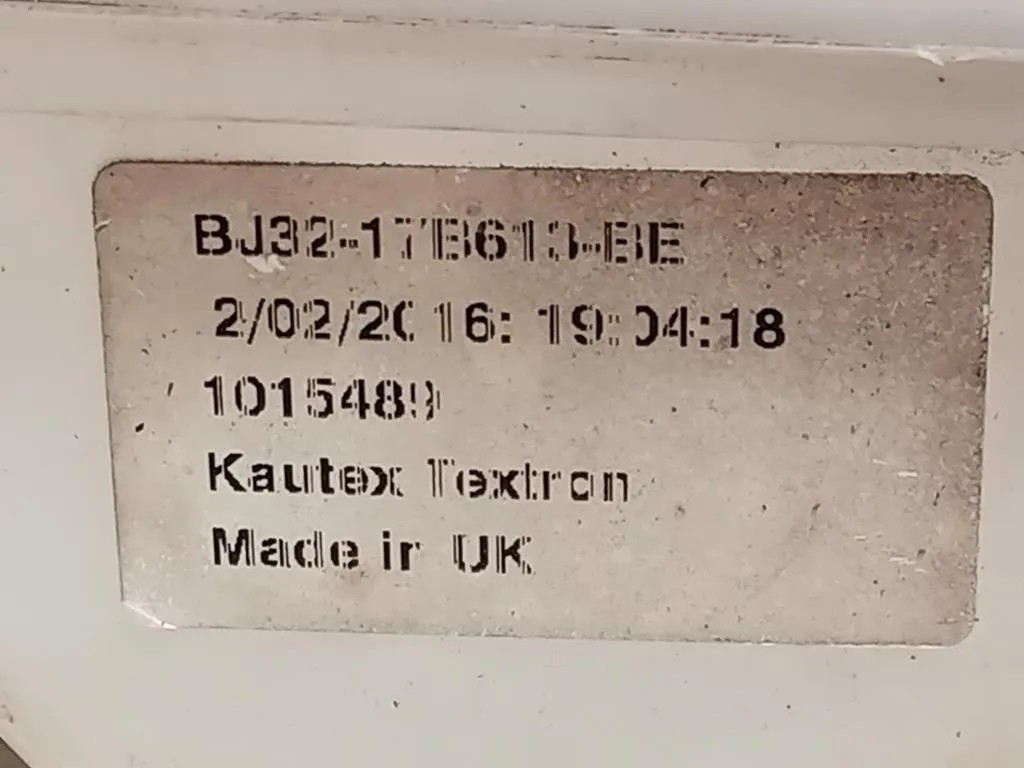 BJ32-17B613-BE
2/02/2016: 19:04:18
1015489
Kautex Textron
Made in UK